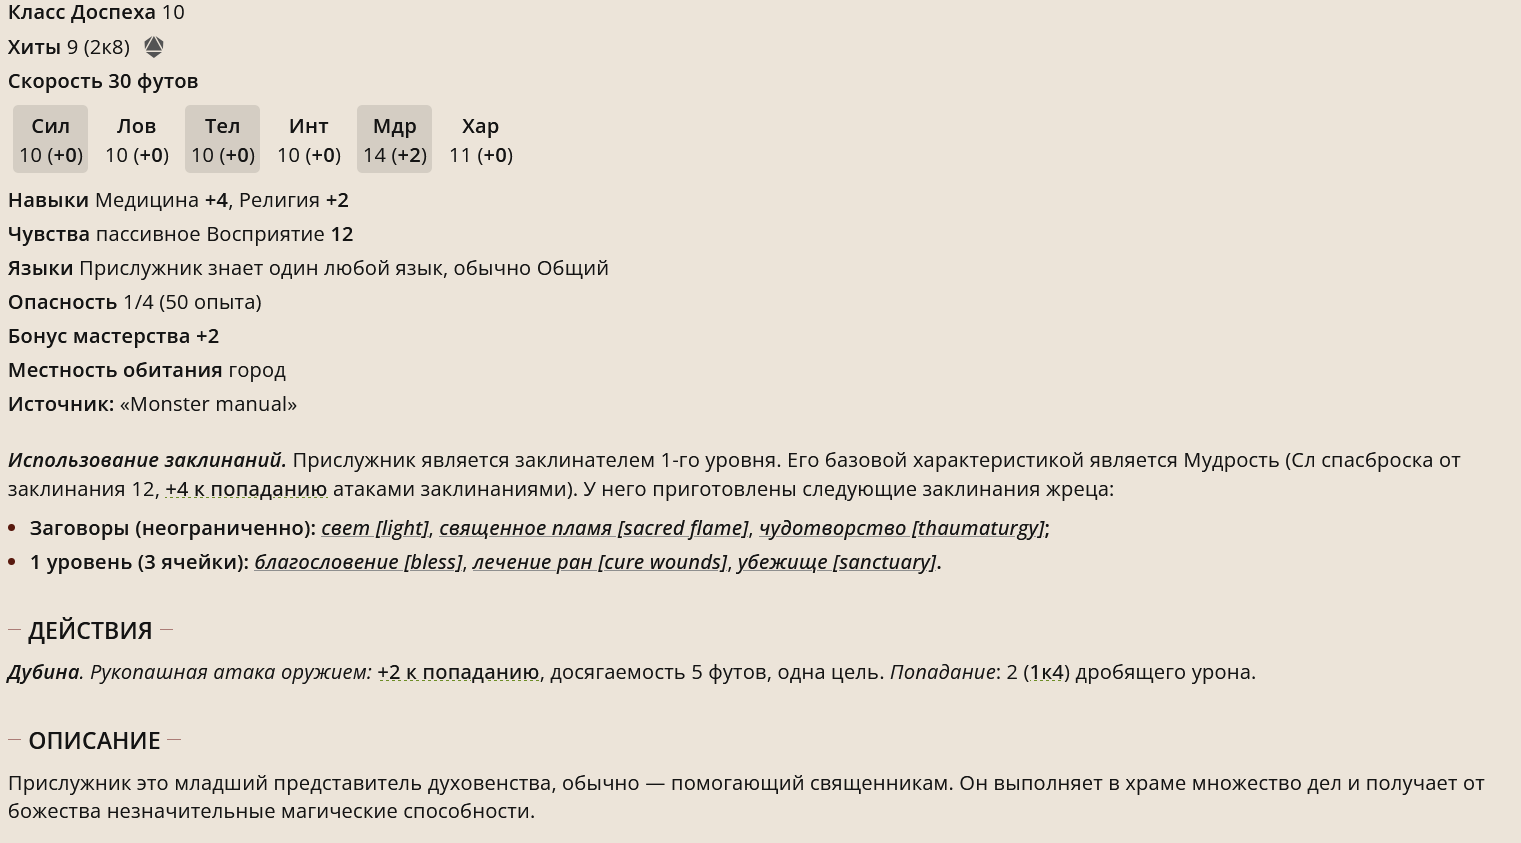 Класс Доспеха 10
Хиты 9 (2к8)
Скорость 30 футов
Сил Лов Тел Инт Мдр Хар
10 (+0) 10 (+0) 10 (+0) 10 (+0) 14 (+2) 11 (+0)
Навыки Медицина +4, Религия +2
Чувства пассивное Восприятие 12
Языки Прислужник знает один любой язык, обычно Общий
Опасность 1/4 (50 опыта)
Бонус мастерства +2
Местность обитания город
Источник: «Monster manual»
Использование заклинаний. Прислужник является заклинателем 1-го уровня. Его базовой характеристикой является Мудрость (Сл спасброска от
заклинания 12, +4 к попаданию атаками заклинаниями). У него приготовлены следующие заклинания жреца:
• Заговоры (неограниченно): свет [light], священное пламя [sacred flame], чудотворство [thaumaturgy];
• 1 уровень (3 ячейки): благословение [bless], лечение ран [cure wounds], убежище [sanctuary].
— ДЕЙСТВИЯ —
Дубина. Рукопашная атака оружием: +2 к попаданию, досягаемость 5 футов, одна цель. Попадание: 2 (1к4) дробящего урона.
— ОПИСАНИЕ —
Прислужник это младший представитель духовенства, обычно — помогающий священникам. Он выполняет в храме множество дел и получает от
божества незначительные магические способности.